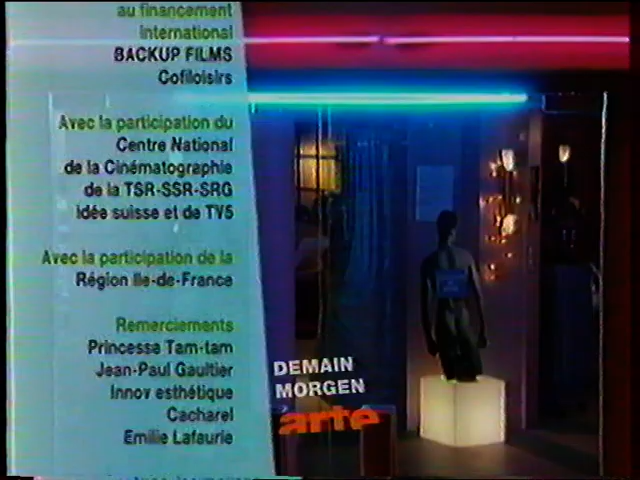 au financement
international
BACKUP FILMS
Cofiloisirs
Avec la participation du
Centre National
de la Cinématographie
de la TSR-SSR-SRG
idée suisse et de TV5
Avec la participation de la
Région Ile-de-France
Remerciements
Princesse Tam-tam
Jean-Paul Gaultier
Innov esthétique
Cacharel
Emilie Lafaurie
DEMAIN
MORGEN
arte